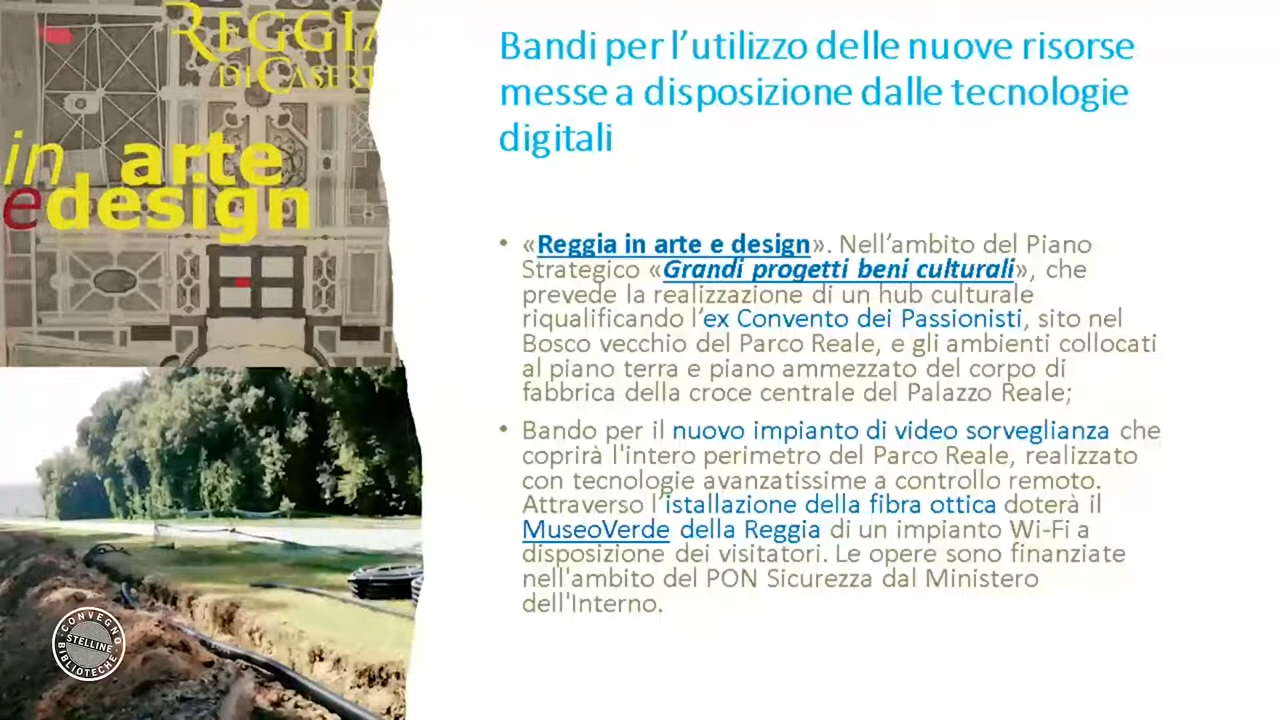 REGGIA
DI CASERT
in arte
e design
Bandi per l’utilizzo delle nuove risorse
messe a disposizione dalle tecnologie
digitali
• «Reggia in arte e design». Nell’ambito del Piano
Strategico «Grandi progetti beni culturali», che
prevede la realizzazione di un hub culturale
riqualificando l’ex Convento dei Passionisti, sito nel
Bosco vecchio del Parco Reale, e gli ambienti collocati
al piano terra e piano ammezzato del corpo di
fabbrica della croce centrale del Palazzo Reale;
• Bando per il nuovo impianto di video sorveglianza che
coprirà l'intero perimetro del Parco Reale, realizzato
con tecnologie avanzatissime a controllo remoto.
Attraverso l’istallazione della fibra ottica doterà il
MuseoVerde della Reggia di un impianto Wi-Fi a
disposizione dei visitatori. Le opere sono finanziate
nell'ambito del PON Sicurezza dal Ministero
dell'Interno.
CONVEGNO
STELLINE
BIBLIOTECHE